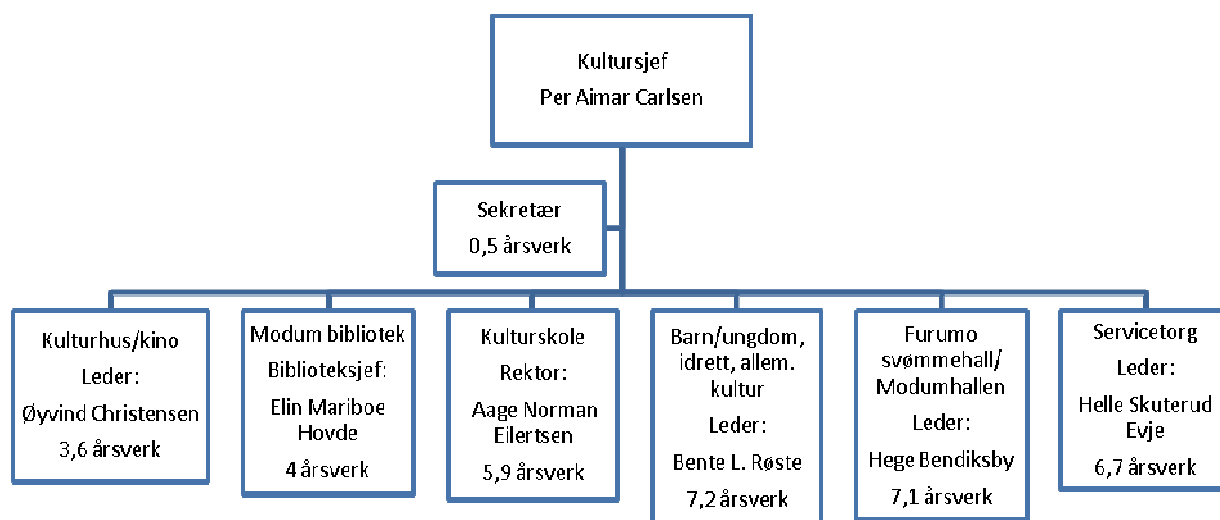 Kultursjef
Per Aimar Carlsen
Sekretær
0,5 årsverk
Kulturhus/kino
Leder:
Øyvind Christensen
3,6 årsverk
Modum bibliotek
Biblioteksjef:
Elin Mariboe
Hovde
4 årsverk
Kulturskole
Rektor:
Aage Norman
Eilertsen
5,9 årsverk
Barn/ungdom,
idrett, allem.
kultur
Leder:
Bente L. Røste
7,2 årsverk
Furumo
svømmehall/
Modumhallen
Leder:
Hege Bendiksby
7,1 årsverk
Servicetorg
Leder:
Helle Skuterud
Evje
6,7 årsverk